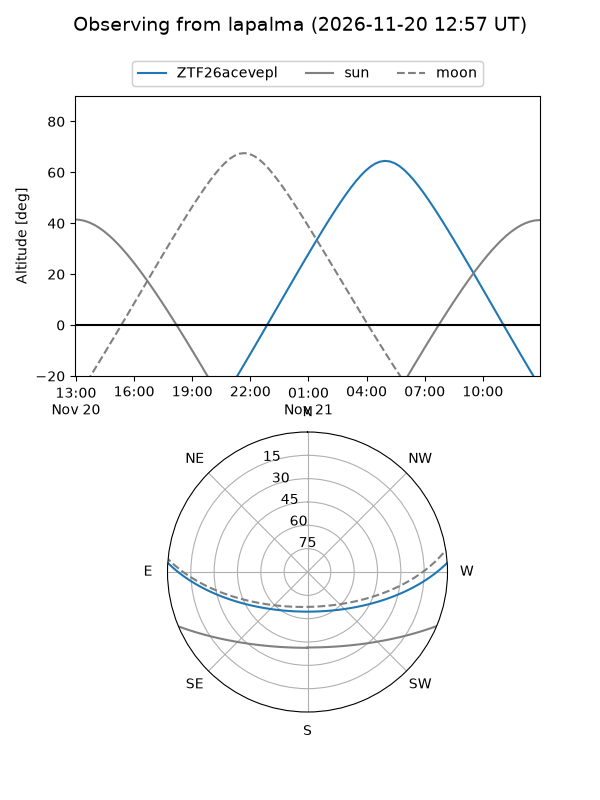 Observing from lapalma (2026-11-20 12:57 UT)
ZTF26acevepl sun moon
Altitude [deg]
80
60
40
20
0
−20
13:00 16:00 19:00 22:00 01:00 04:00 07:00 10:00
Nov 20 Nov 21
N
NE NW
15
30
45
60
75
E W
SE SW
S